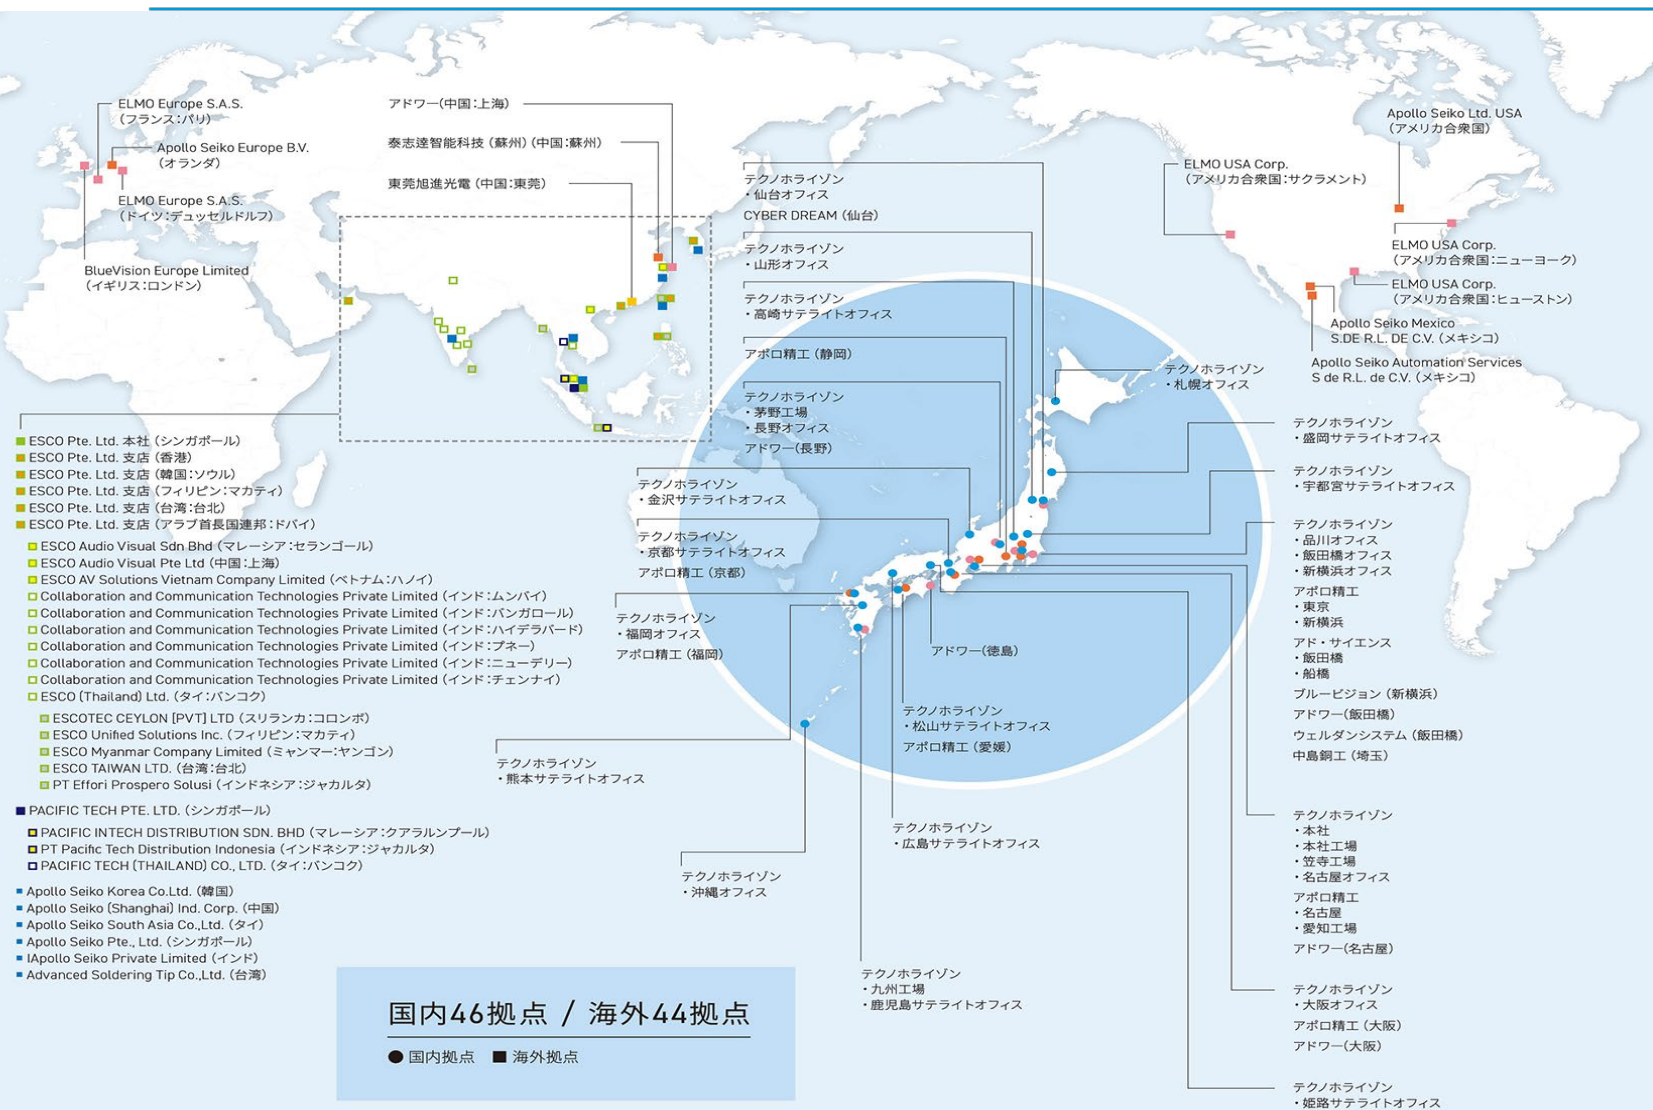 ELMO Europe S.A.S.
（フランス：パリ）
Apollo Seiko Europe B.V.
（オランダ）
ELMO Europe S.A.S.
（ドイツ：デュッセルドルフ）
BlueVision Europe Limited
（イギリス：ロンドン）
アドワー（中国：上海）
泰志達智能科技（蘇州）（中国：蘇州）
東莞旭進光電（中国：東莞）
テクノホライゾン
・仙台オフィス
CYBER DREAM（仙台）
テクノホライゾン
・山形オフィス
テクノホライゾン
・高崎サテライトオフィス
アポロ精工（静岡）
テクノホライゾン
・茅野工場
・長野オフィス
アドワー（長野）
テクノホライゾン
・金沢サテライトオフィス
テクノホライゾン
・京都サテライトオフィス
アポロ精工（京都）
テクノホライゾン
・福岡オフィス
アポロ精工（福岡）
テクノホライゾン
・熊本サテライトオフィス
テクノホライゾン
・沖縄オフィス
アドワー（徳島）
テクノホライゾン
・松山サテライトオフィス
アポロ精工（愛媛）
テクノホライゾン
・広島サテライトオフィス
テクノホライゾン
・九州工場
・鹿児島サテライトオフィス
Apollo Seiko Ltd. USA
（アメリカ合衆国）
ELMO USA Corp.
（アメリカ合衆国：サクラメント）
ELMO USA Corp.
（アメリカ合衆国：ニューヨーク）
ELMO USA Corp.
（アメリカ合衆国：ヒューストン）
Apollo Seiko Mexico
S.DE R.L. DE C.V.（メキシコ）
Apollo Seiko Automation Services
S de R.L. de C.V.（メキシコ）
テクノホライゾン
・札幌オフィス
テクノホライゾン
・盛岡サテライトオフィス
テクノホライゾン
・宇都宮サテライトオフィス
テクノホライゾン
・品川オフィス
・飯田橋オフィス
・新横浜オフィス
アポロ精工
・東京
・新横浜
アド・サイエンス
・飯田橋
・船橋
ブルービジョン（新横浜）
アドワー（飯田橋）
ウェルダンシステム（飯田橋）
中島銅工（埼玉）
テクノホライゾン
・本社
・本社工場
・笠寺工場
・名古屋オフィス
アポロ精工
・名古屋
・愛知工場
アドワー（名古屋）
テクノホライゾン
・大阪オフィス
アポロ精工（大阪）
アドワー（大阪）
テクノホライゾン
・姫路サテライトオフィス
ESCO Pte. Ltd. 本社（シンガポール）
ESCO Pte. Ltd. 支店（香港）
ESCO Pte. Ltd. 支店（韓国：ソウル）
ESCO Pte. Ltd. 支店（フィリピン：マカティ）
ESCO Pte. Ltd. 支店（台湾：台北）
ESCO Pte. Ltd. 支店（アラブ首長国連邦：ドバイ）
ESCO Audio Visual Sdn Bhd（マレーシア：セランゴール）
ESCO Audio Visual Pte Ltd（中国：上海）
ESCO AV Solutions Vietnam Company Limited（ベトナム：ハノイ）
Collaboration and Communication Technologies Private Limited（インド：ムンバイ）
Collaboration and Communication Technologies Private Limited（インド：バンガロール）
Collaboration and Communication Technologies Private Limited（インド：ハイデラバード）
Collaboration and Communication Technologies Private Limited（インド：プネー）
Collaboration and Communication Technologies Private Limited（インド：ニューデリー）
Collaboration and Communication Technologies Private Limited（インド：チェンナイ）
ESCO (Thailand) Ltd.（タイ：バンコク）
ESCOTEC CEYLON [PVT] LTD（スリランカ：コロンボ）
ESCO Unified Solutions Inc.（フィリピン：マカティ）
ESCO Myanmar Company Limited（ミャンマー：ヤンゴン）
ESCO TAIWAN LTD.（台湾：台北）
PT Effori Prospero Solusi（インドネシア：ジャカルタ）
PACIFIC TECH PTE. LTD.（シンガポール）
PACIFIC INTECH DISTRIBUTION SDN. BHD（マレーシア：クアラルンプール）
PT Pacific Tech Distribution Indonesia（インドネシア：ジャカルタ）
PACIFIC TECH (THAILAND) CO., LTD.（タイ：バンコク）
Apollo Seiko Korea Co.Ltd.（韓国）
Apollo Seiko (Shanghai) Ind. Corp.（中国）
Apollo Seiko South Asia Co.,Ltd.（タイ）
Apollo Seiko Pte., Ltd.（シンガポール）
IApollo Seiko Private Limited（インド）
Advanced Soldering Tip Co.,Ltd.（台湾）
国内46拠点 / 海外44拠点
● 国内拠点 ■ 海外拠点